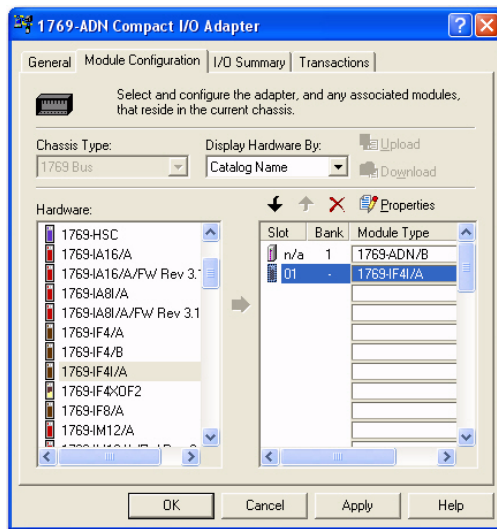 1769-ADN Compact I/O Adapter
General Module Configuration I/O Summary Transactions
Select and configure the adapter, and any associated modules,
that reside in the current chassis.
Chassis Type:
1769 Bus
Display Hardware By:
Catalog Name
Upload
Download
Hardware:
Properties
1769-HSC
1769-IA16/A
1769-IA16/A/FW Rev 3.1
1769-IA8I/A
1769-IA8I/A/FW Rev 3.1
1769-IF4/A
1769-IF4/B
1769-IF4I/A
1769-IF4XOF2
1769-IF8/A
1769-IM12/A
Slot Bank Module Type
n/a 1 1769-ADN/B
01 - 1769-IF4I/A
OK Cancel Apply Help